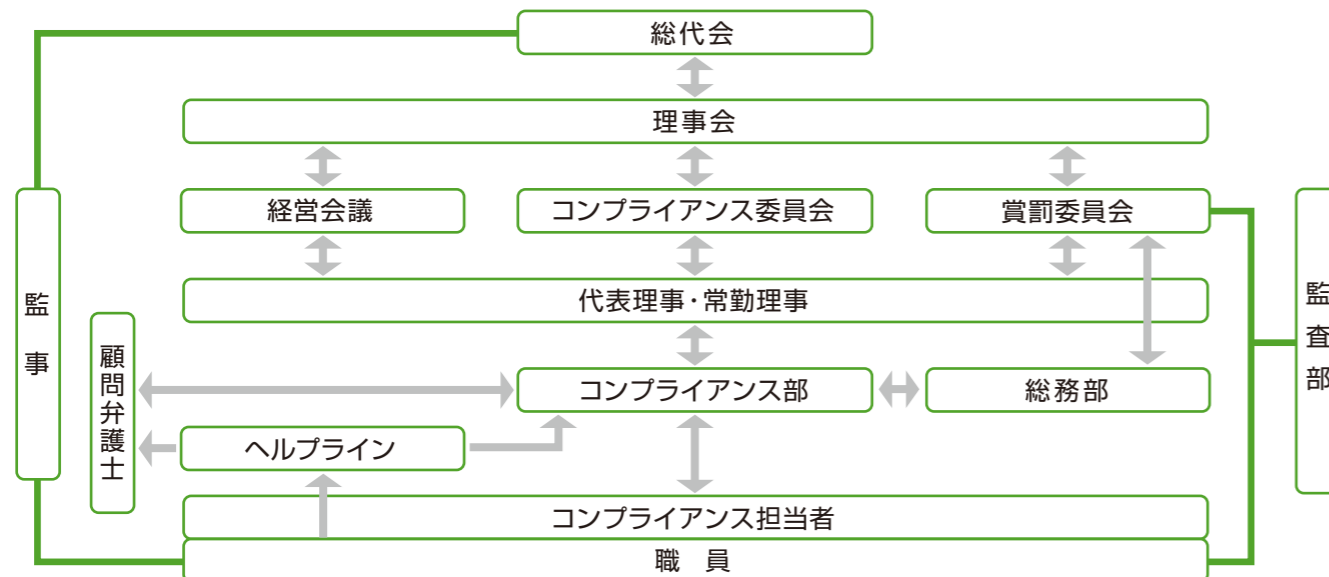 総代会
理事会
経営会議
コンプライアンス委員会
賞罰委員会
代表理事・常勤理事
監事
顧問弁護士
監査部
コンプライアンス部
総務部
ヘルプライン
コンプライアンス担当者
職　員